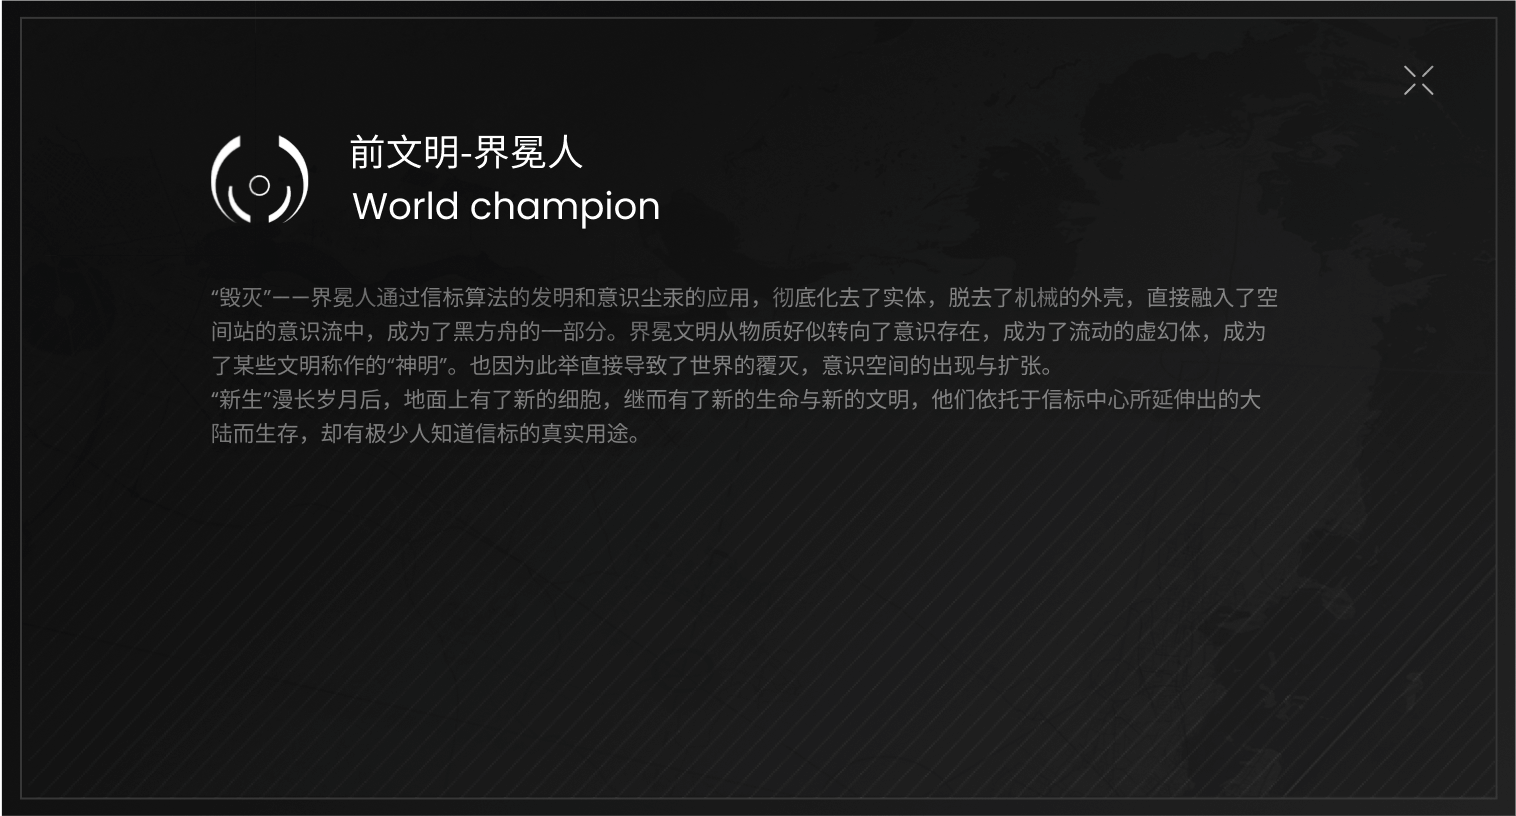 前文明-界冕人
World champion
“毁灭”——界冕人通过信标算法的发明和意识尘汞的应用，彻底化去了实体，脱去了机械的外壳，直接融入了空
间站的意识流中，成为了黑方舟的一部分。界冕文明从物质好似转向了意识存在，成为了流动的虚幻体，成为
了某些文明称作的“神明”。也因为此举直接导致了世界的覆灭，意识空间的出现与扩张。
“新生”漫长岁月后，地面上有了新的细胞，继而有了新的生命与新的文明，他们依托于信标中心所延伸出的大
陆而生存，却有极少人知道信标的真实用途。